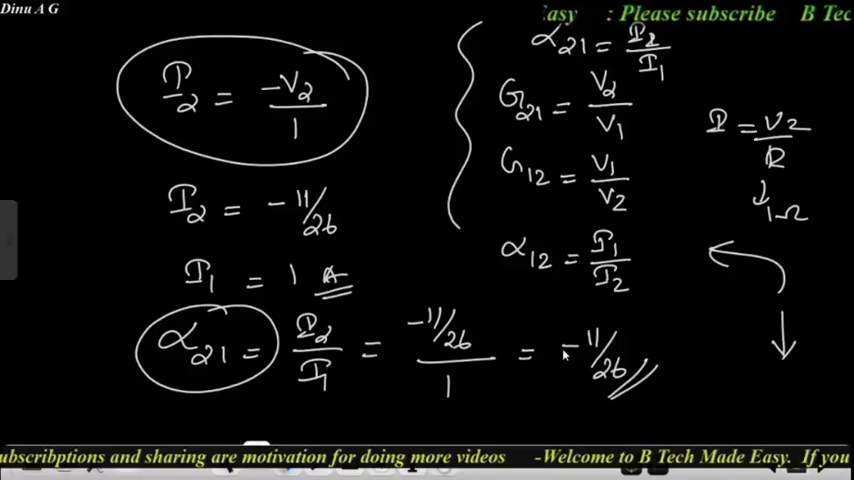 Dinu A G
Easy : Please subscribe B Tec
I₂ = -V₂/1
I₂ = -11/26
I₁ = 1 A
α₂₁ = I₂/I₁ = (-11/26)/1 = -11/26
α₂₁ = I₂/I₁
G₂₁ = V₂/V₁
G₁₂ = V₁/V₂
α₁₂ = I₁/I₂
I = V₂/R
1Ω
ubscribptions and sharing are motivation for doing more videos -Welcome to B Tech Made Easy. If you